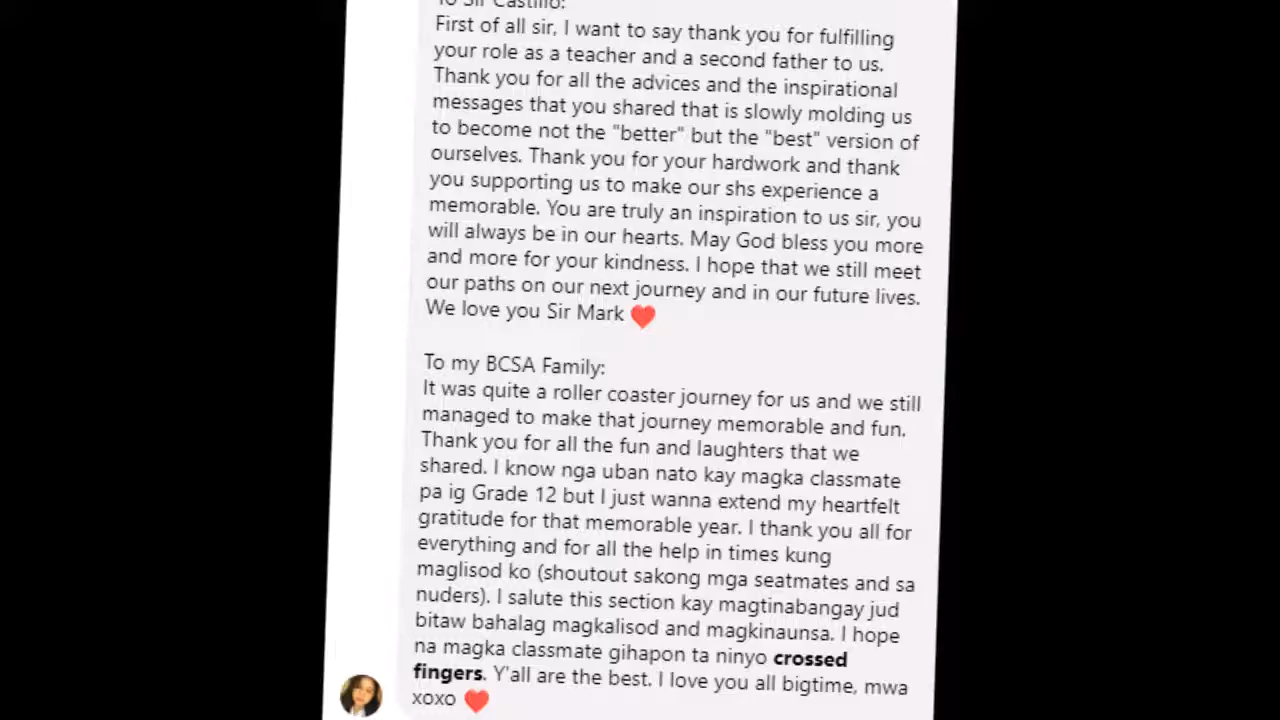 To Sir Castillo:
First of all sir, I want to say thank you for fulfilling
your role as a teacher and a second father to us.
Thank you for all the advices and the inspirational
messages that you shared that is slowly molding us
to become not the "better" but the "best" version of
ourselves. Thank you for your hardwork and thank
you supporting us to make our shs experience a
memorable. You are truly an inspiration to us sir, you
will always be in our hearts. May God bless you more
and more for your kindness. I hope that we still meet
our paths on our next journey and in our future lives.
We love you Sir Mark ❤️
To my BCSA Family:
It was quite a roller coaster journey for us and we still
managed to make that journey memorable and fun.
Thank you for all the fun and laughters that we
shared. I know nga uban nato kay magka classmate
pa ig Grade 12 but I just wanna extend my heartfelt
gratitude for that memorable year. I thank you all for
everything and for all the help in times kung
maglisod ko (shoutout sakong mga seatmates and sa
nuders). I salute this section kay magtinabangay jud
bitaw bahalag magkalisod and magkinaunsa. I hope
na magka classmate gihapon ta ninyo crossed
fingers. Y'all are the best. I love you all bigtime, mwa
xoxo ❤️